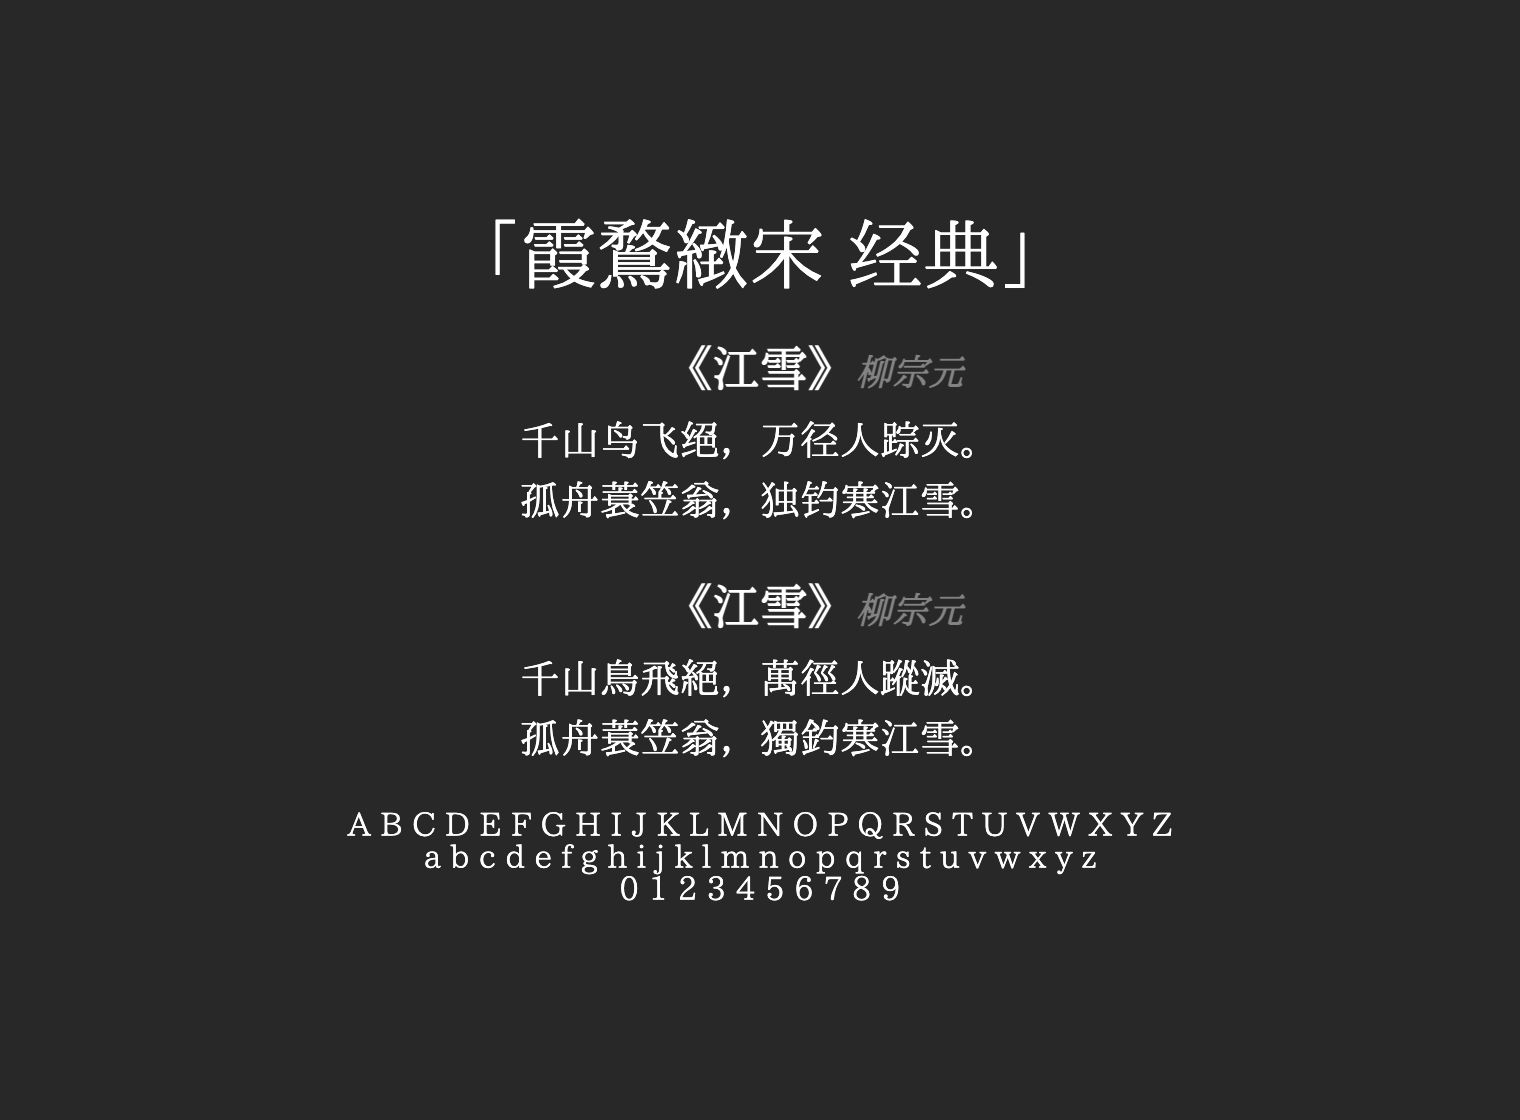 「霞鶩緻宋 经典」
《江雪》 柳宗元
千山鸟飞絕，万径人踪灭。
孤舟蓑笠翁，独钓寒江雪。
《江雪》 柳宗元
千山鳥飛絕，萬徑人蹤滅。
孤舟蓑笠翁，獨釣寒江雪。
A B C D E F G H I J K L M N O P Q R S T U V W X Y Z
a b c d e f g h i j k l m n o p q r s t u v w x y z
0 1 2 3 4 5 6 7 8 9